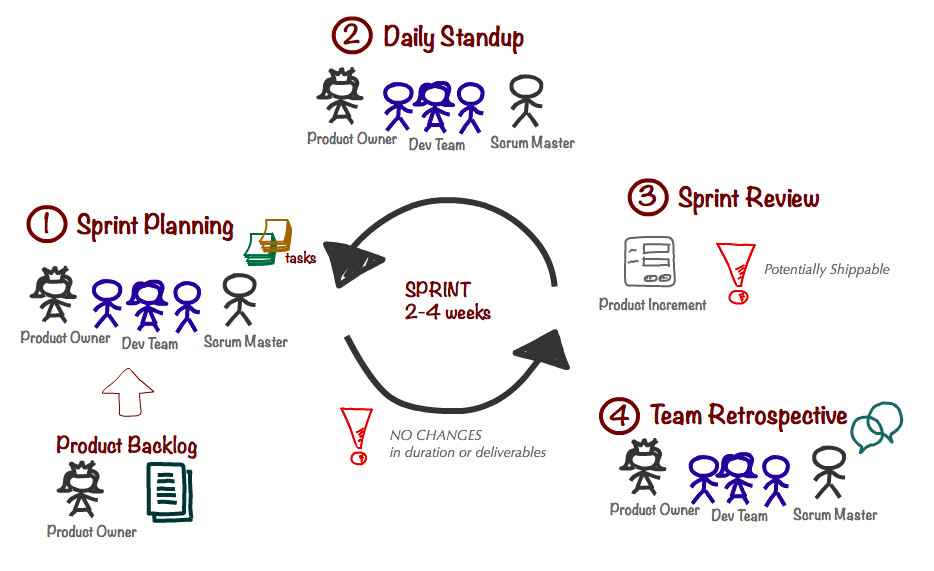 2 Daily Standup
Product Owner
Dev Team
Scrum Master
1 Sprint Planning
tasks
Product Owner
Dev Team
Scrum Master
Product Backlog
Product Owner
SPRINT
2-4 weeks
NO CHANGES
in duration or deliverables
3 Sprint Review
Product Increment
Potentially Shippable
4 Team Retrospective
Product Owner
Dev Team
Scrum Master